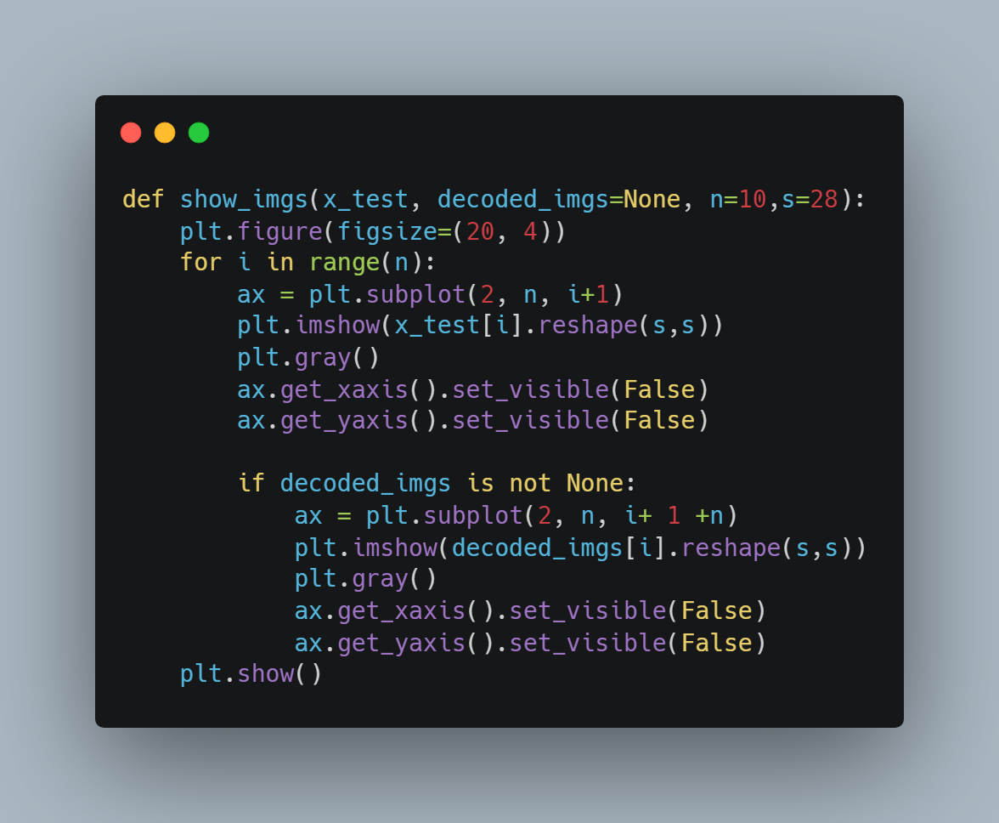 def show_imgs(x_test, decoded_imgs=None, n=10,s=28):
    plt.figure(figsize=(20, 4))
    for i in range(n):
        ax = plt.subplot(2, n, i+1)
        plt.imshow(x_test[i].reshape(s,s))
        plt.gray()
        ax.get_xaxis().set_visible(False)
        ax.get_yaxis().set_visible(False)

        if decoded_imgs is not None:
            ax = plt.subplot(2, n, i+ 1 +n)
            plt.imshow(decoded_imgs[i].reshape(s,s))
            plt.gray()
            ax.get_xaxis().set_visible(False)
            ax.get_yaxis().set_visible(False)
    plt.show()